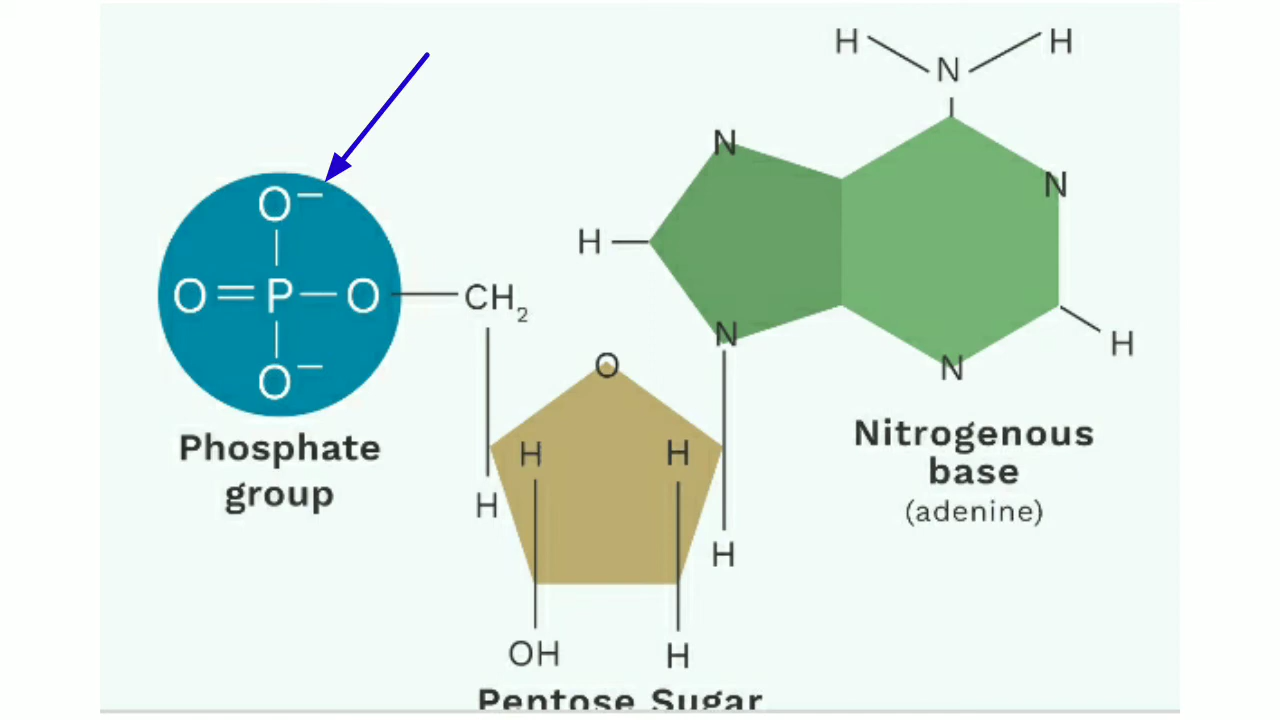 H
H
N
N
N
O⁻
H
O=P–O
CH₂
N
H
O
N
O⁻
Nitrogenous
base
(adenine)
Phosphate
group
H
H
H
H
OH
H
Pentose Sugar